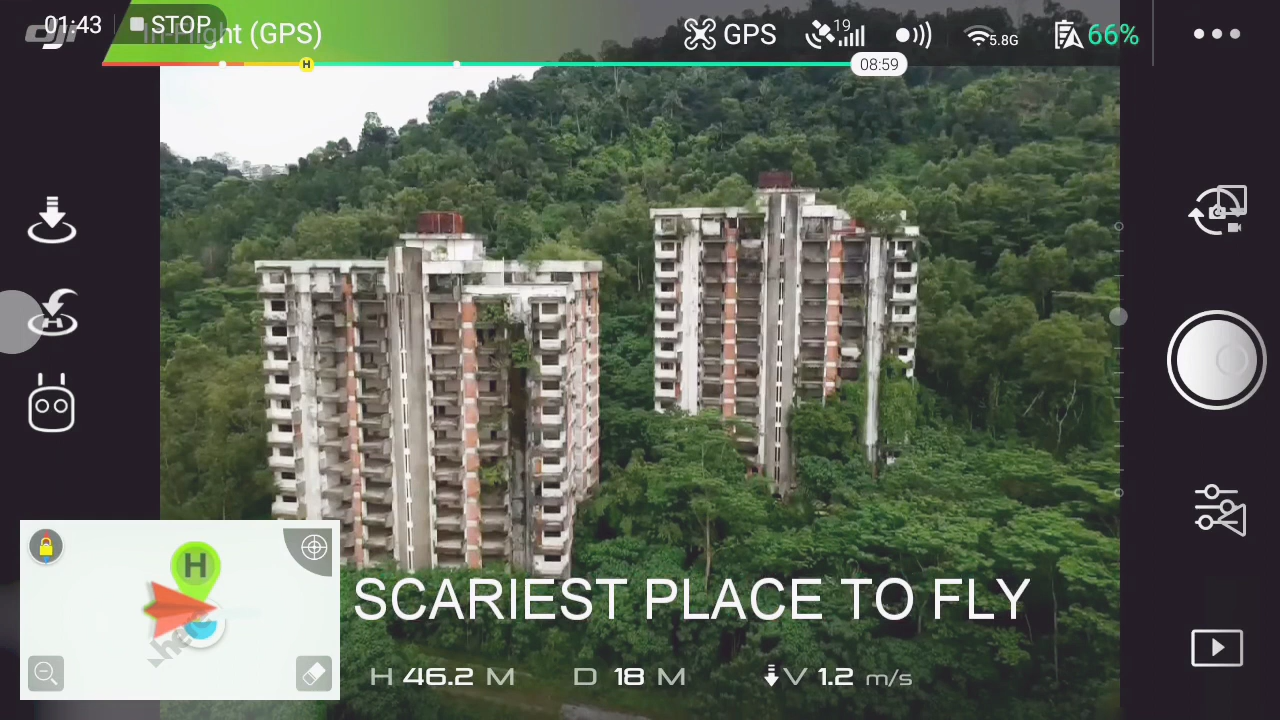 01:43 STOP
In-Flight (GPS)
GPS
19
5.8G
66%
H
08:59
H
SCARIEST PLACE TO FLY
H 46.2 M D 18 M V 1.2 m/s